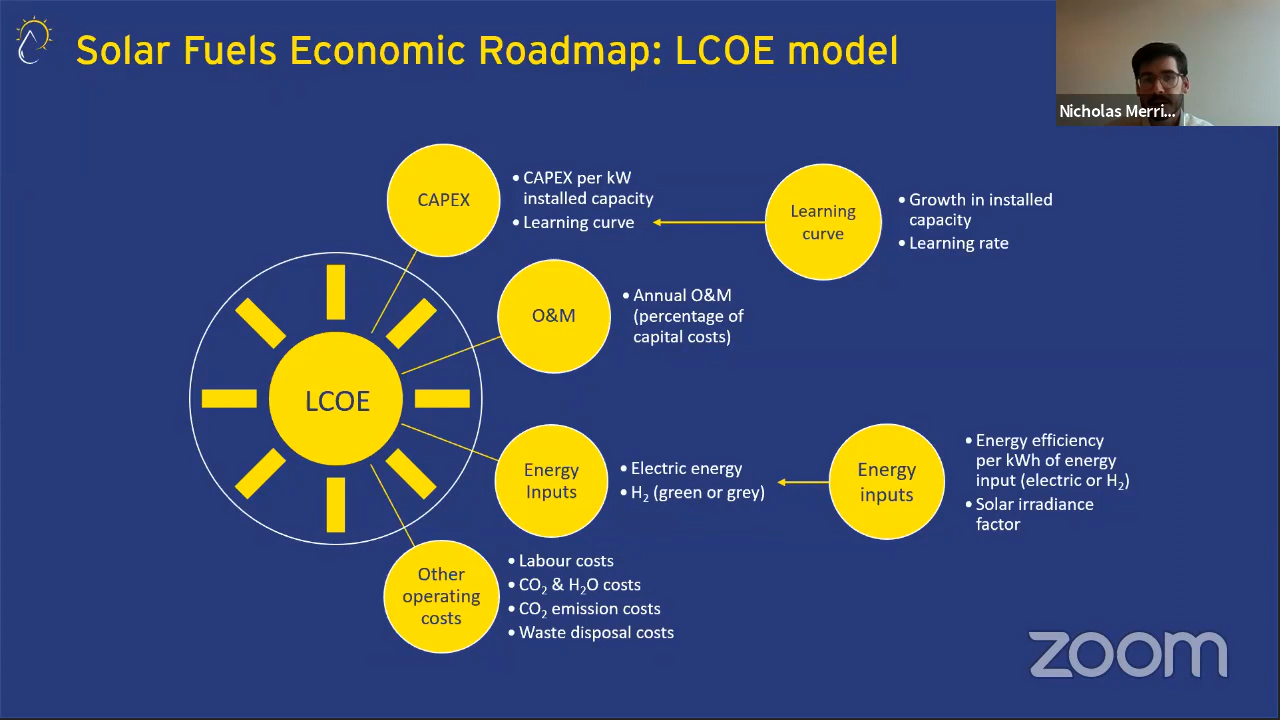 Solar Fuels Economic Roadmap: LCOE model
Nicholas Merri...
CAPEX
• CAPEX per kW
installed capacity
• Learning curve
Learning
curve
• Growth in installed
capacity
• Learning rate
O&M
• Annual O&M
(percentage of
capital costs)
LCOE
Energy
Inputs
• Electric energy
• H₂ (green or grey)
Energy
inputs
• Energy efficiency
per kWh of energy
input (electric or H₂)
• Solar irradiance
factor
Other
operating
costs
• Labour costs
• CO₂ & H₂O costs
• CO₂ emission costs
• Waste disposal costs
zoom